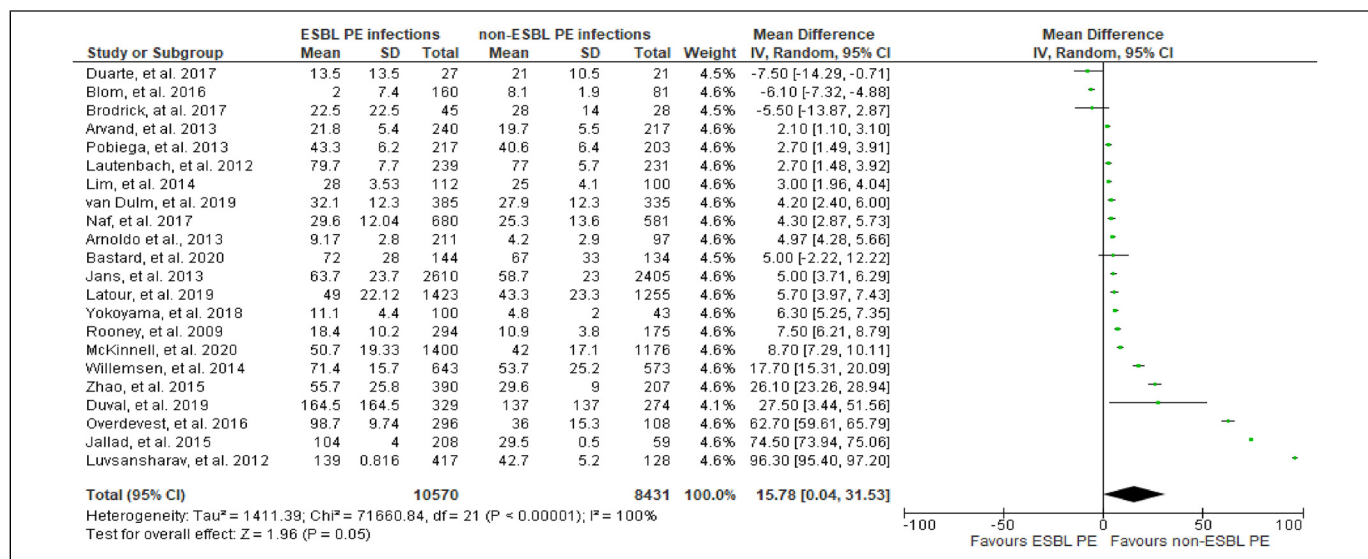 ESBL PE infections non-ESBL PE infections Mean Difference Mean Difference
Study or Subgroup Mean SD Total Mean SD Total Weight IV, Random, 95% CI IV, Random, 95% CI
Duarte, et al. 2017 13.5 13.5 27 21 10.5 21 4.5% -7.50 [-14.29, -0.71]
Blom, et al. 2016 2 7.4 160 8.1 1.9 81 4.6% -6.10 [-7.32, -4.88]
Brodrick, at al. 2017 22.5 22.5 45 28 14 28 4.5% -5.50 [-13.87, 2.87]
Arvand, et al. 2013 21.8 5.4 240 19.7 5.5 217 4.6% 2.10 [1.10, 3.10]
Pobiega, et al. 2013 43.3 6.2 217 40.6 6.4 203 4.6% 2.70 [1.49, 3.91]
Lautenbach, et al. 2012 79.7 7.7 239 77 5.7 231 4.6% 2.70 [1.48, 3.92]
Lim, et al. 2014 28 3.53 112 25 4.1 100 4.6% 3.00 [1.96, 4.04]
van Dulm, et al. 2019 32.1 12.3 385 27.9 12.3 335 4.6% 4.20 [2.40, 6.00]
Naf, et al. 2017 29.6 12.04 680 25.3 13.6 581 4.6% 4.30 [2.87, 5.73]
Arnoldo et al., 2013 9.17 2.8 211 4.2 2.9 97 4.6% 4.97 [4.28, 5.66]
Bastard, et al. 2020 72 28 144 67 33 134 4.5% 5.00 [-2.22, 12.22]
Jans, et al. 2013 63.7 23.7 2610 58.7 23 2405 4.6% 5.00 [3.71, 6.29]
Latour, et al. 2019 49 22.12 1423 43.3 23.3 1255 4.6% 5.70 [3.97, 7.43]
Yokoyama, et al. 2018 11.1 4.4 100 4.8 2 43 4.6% 6.30 [5.25, 7.35]
Rooney, et al. 2009 18.4 10.2 294 10.9 3.8 175 4.6% 7.50 [6.21, 8.79]
McKinnell, et al. 2020 50.7 19.33 1400 42 17.1 1176 4.6% 8.70 [7.29, 10.11]
Willemsen, et al. 2014 71.4 15.7 643 53.7 25.2 573 4.6% 17.70 [15.31, 20.09]
Zhao, et al. 2015 55.7 25.8 390 29.6 9 207 4.6% 26.10 [23.26, 28.94]
Duval, et al. 2019 164.5 164.5 329 137 137 274 4.1% 27.50 [3.44, 51.56]
Overdevest, et al. 2016 98.7 9.74 296 36 15.3 108 4.6% 62.70 [59.61, 65.79]
Jallad, et al. 2015 104 4 208 29.5 0.5 59 4.6% 74.50 [73.94, 75.06]
Luvsansharav, et al. 2012 139 0.816 417 42.7 5.2 128 4.6% 96.30 [95.40, 97.20]
Total (95% CI) 10570 8431 100.0% 15.78 [0.04, 31.53]
Heterogeneity: Tau² = 1411.39; Chi² = 71660.84, df = 21 (P < 0.00001); I² = 100%
Test for overall effect: Z = 1.96 (P = 0.05)
-100 -50 0 50 100
Favours ESBL PE Favours non-ESBL PE